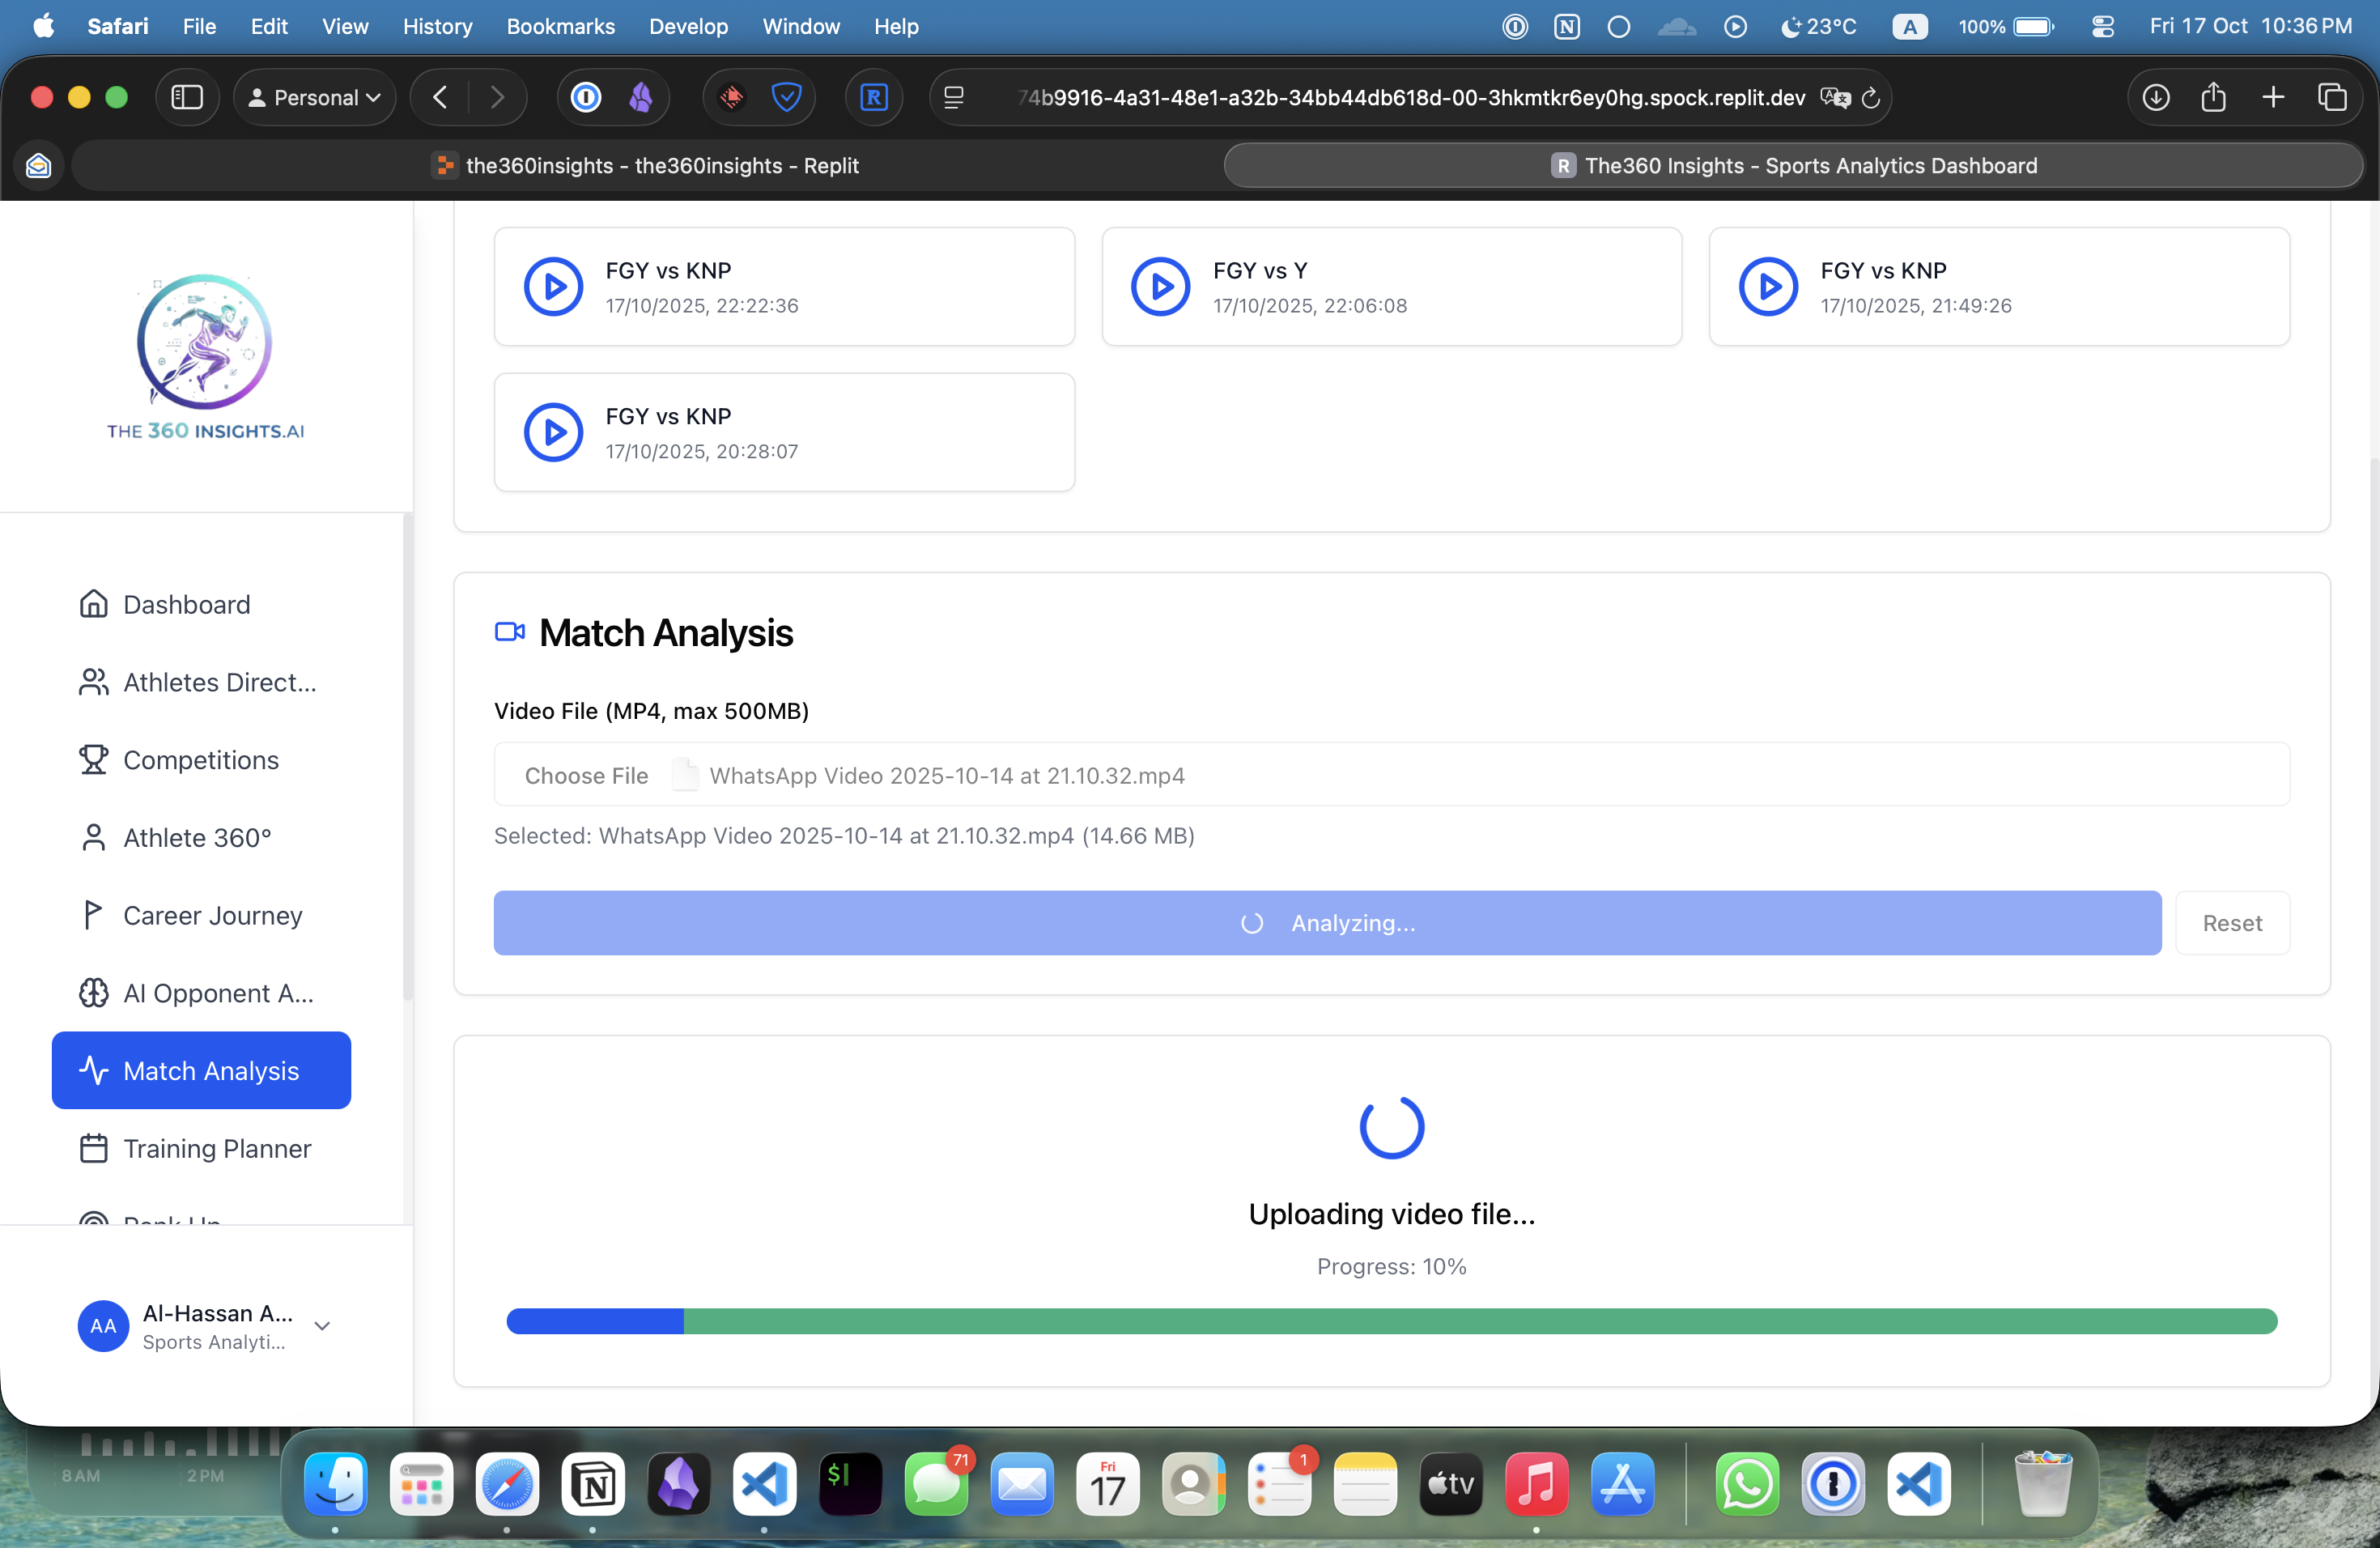 Safari File Edit View History Bookmarks Develop Window Help 23°C A 100% Fri 17 Oct 10:36 PM
Personal 74b9916-4a31-48e1-a32b-34bb44db618d-00-3hkmtkr6ey0hg.spock.replit.dev
the360insights - the360insights - Replit
R The360 Insights - Sports Analytics Dashboard
THE 360 INSIGHTS.AI
Dashboard
Athletes Direct...
Competitions
Athlete 360°
Career Journey
AI Opponent A...
Match Analysis
Training Planner
Rank Up
AA
Al-Hassan A...
Sports Analyti...
FGY vs KNP
17/10/2025, 22:22:36
FGY vs Y
17/10/2025, 22:06:08
FGY vs KNP
17/10/2025, 21:49:26
FGY vs KNP
17/10/2025, 20:28:07
Match Analysis
Video File (MP4, max 500MB)
Choose File WhatsApp Video 2025-10-14 at 21.10.32.mp4
Selected: WhatsApp Video 2025-10-14 at 21.10.32.mp4 (14.66 MB)
Analyzing...
Reset
Uploading video file...
Progress: 10%
8 AM 2 PM
$
71
Fri
17
1
tv